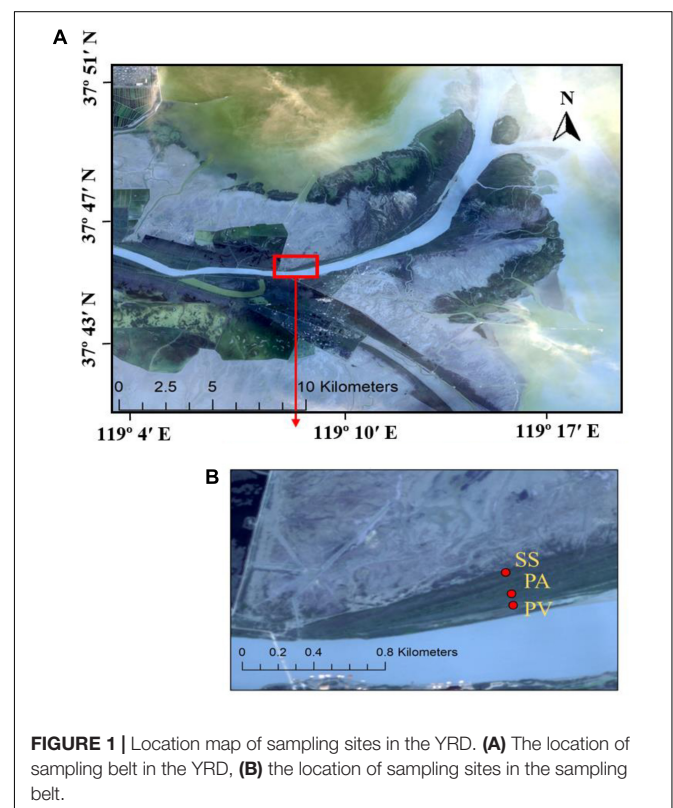 A
37° 51′ N
37° 47′ N
37° 43′ N
N
0 2.5 5 10 Kilometers
119° 4′ E 119° 10′ E 119° 17′ E
B
SS
PA
PV
0 0.2 0.4 0.8 Kilometers
FIGURE 1 | Location map of sampling sites in the YRD. (A) The location of
sampling belt in the YRD, (B) the location of sampling sites in the sampling
belt.